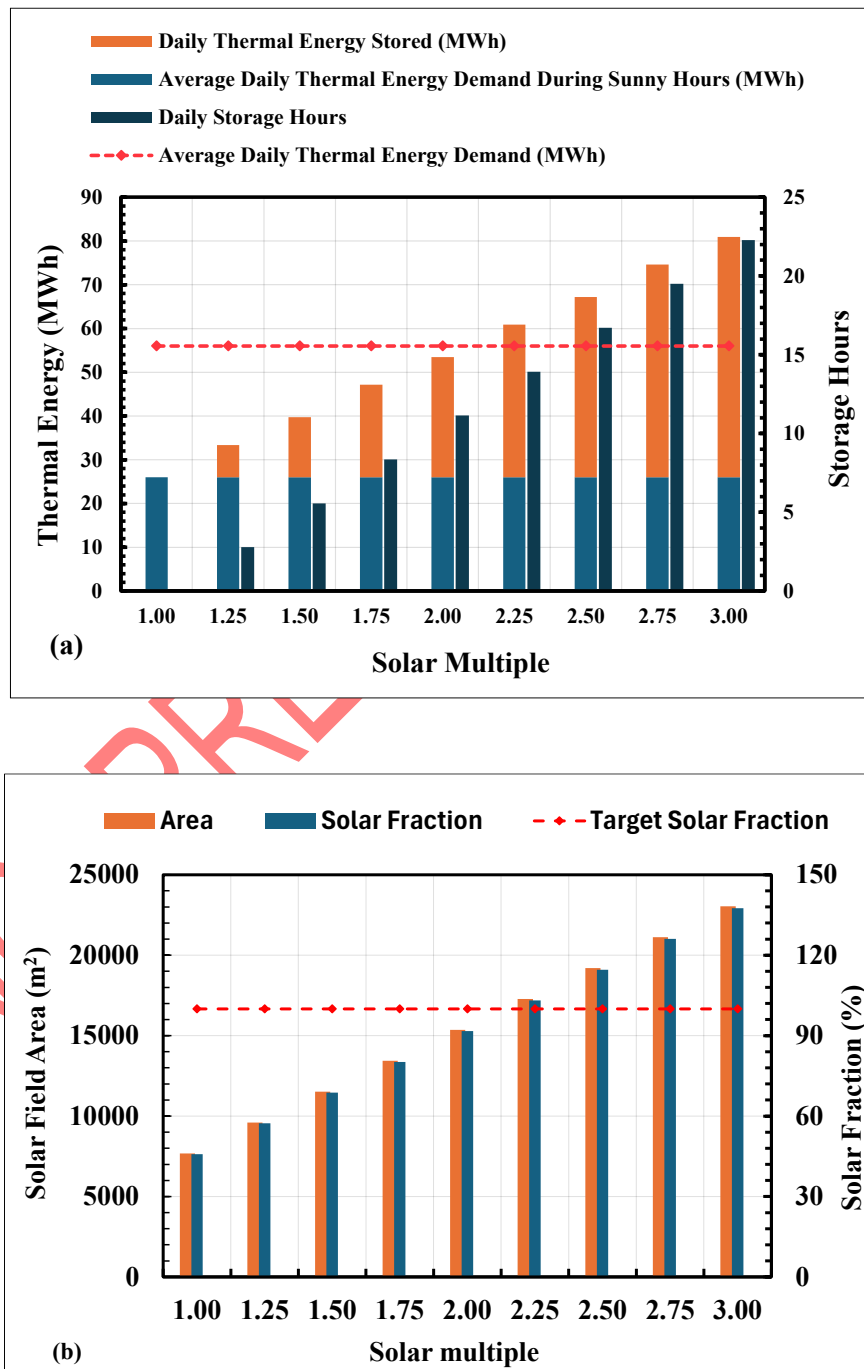 Daily Thermal Energy Stored (MWh)
Average Daily Thermal Energy Demand During Sunny Hours (MWh)
Daily Storage Hours
Average Daily Thermal Energy Demand (MWh)
90
80
70
60
50
40
30
20
10
0
Thermal Energy (MWh)
25
20
15
10
5
0
Storage Hours
1.00 1.25 1.50 1.75 2.00 2.25 2.50 2.75 3.00
(a)
Solar Multiple
Area Solar Fraction Target Solar Fraction
25000
20000
15000
10000
5000
0
Solar Field Area (m²)
150
120
90
60
30
0
Solar Fraction (%)
1.00 1.25 1.50 1.75 2.00 2.25 2.50 2.75 3.00
(b)
Solar multiple